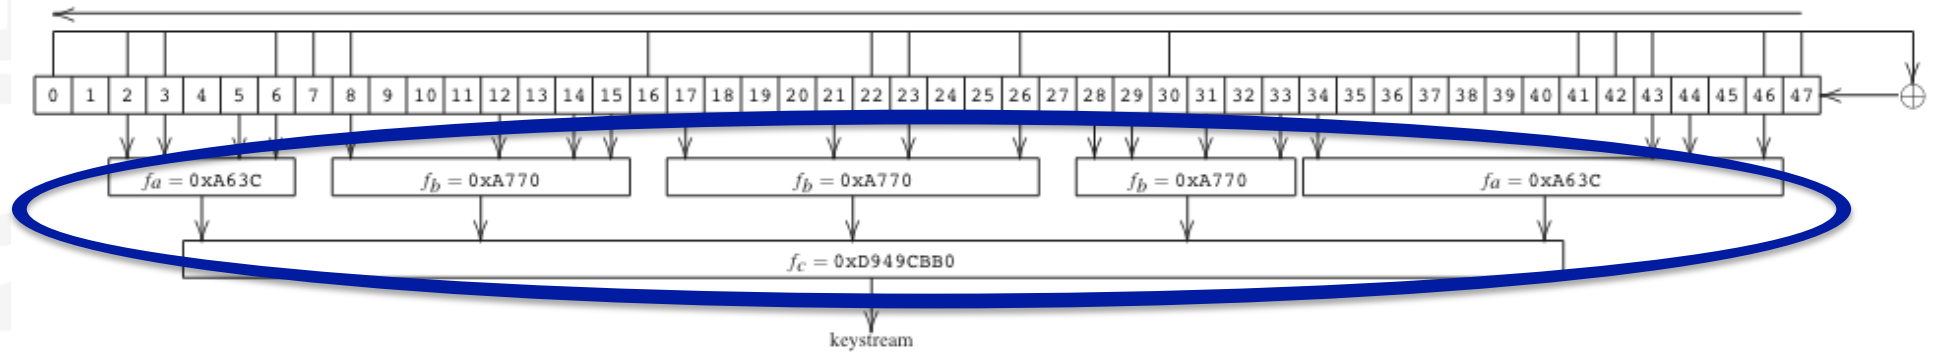 0 1 2 3 4 5 6 7 8 9 10 11 12 13 14 15 16 17 18 19 20 21 22 23 24 25 26 27 28 29 30 31 32 33 34 35 36 37 38 39 40 41 42 43 44 45 46 47
fa = 0xA63C fb = 0xA770 fb = 0xA770 fb = 0xA770 fa = 0xA63C
fc = 0xD949CBB0
keystream